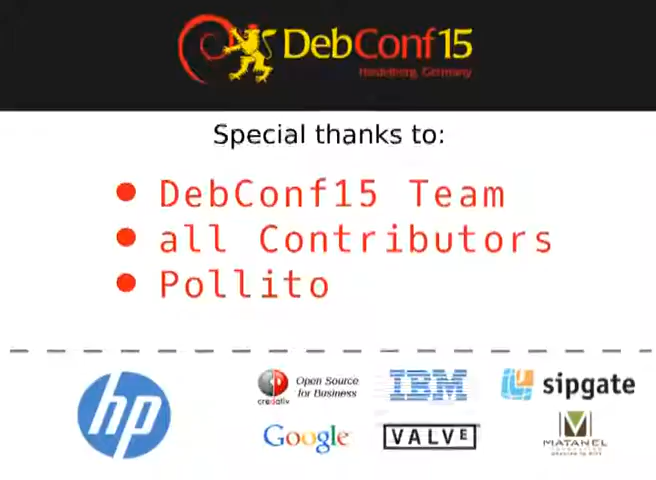 DebConf15
Heidelberg, Germany
Special thanks to:
DebConf15 Team
all Contributors
Pollito
hp
credativ
Open Source
for Business
IBM
sipgate
Google
VALVE
MATANEL